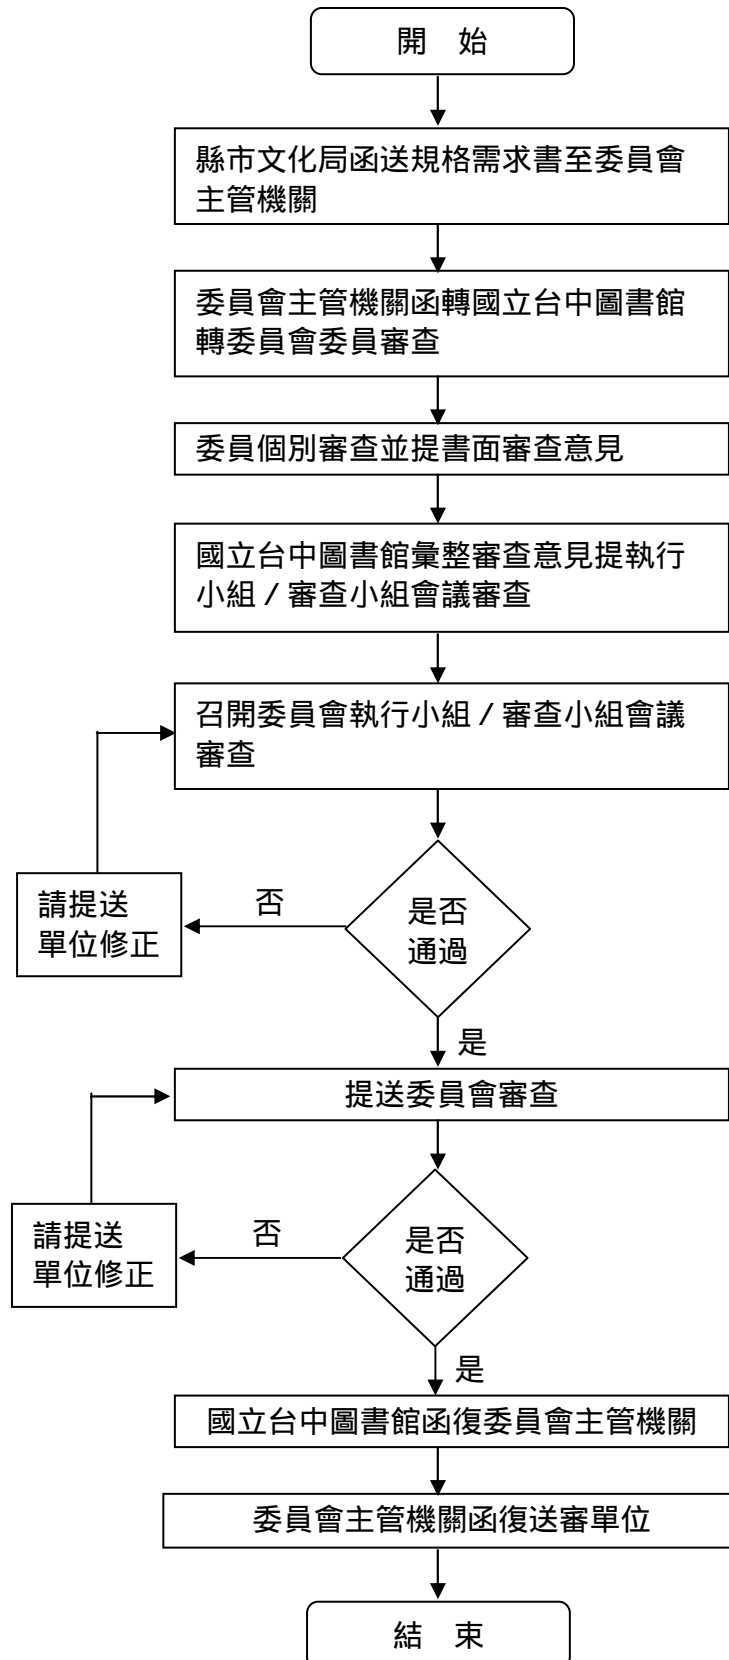 開　始
縣市文化局函送規格需求書至委員會
主管機關
委員會主管機關函轉國立台中圖書館
轉委員會委員審查
委員個別審查並提書面審查意見
國立台中圖書館彙整審查意見提執行
小組 / 審查小組會議審查
召開委員會執行小組 / 審查小組會議
審查
是否
通過
否
請提送
單位修正
是
提送委員會審查
是否
通過
否
請提送
單位修正
是
國立台中圖書館函復委員會主管機關
委員會主管機關函復送審單位
結　束